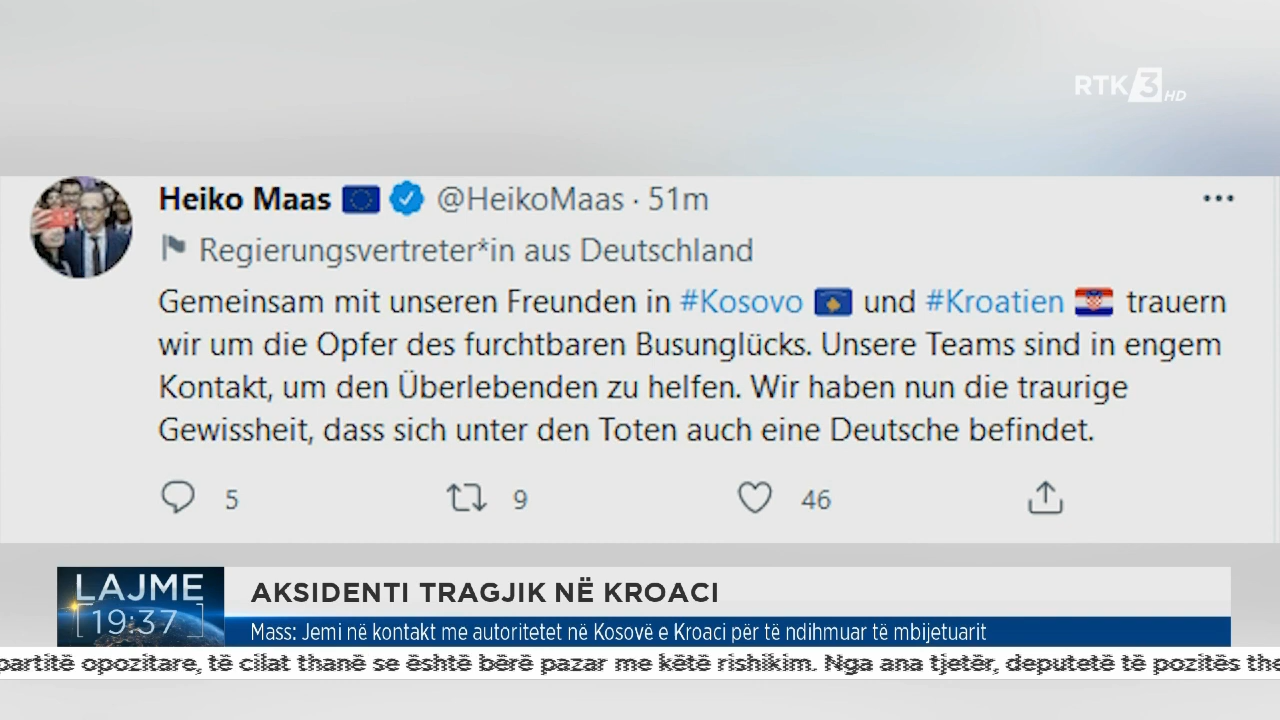 RTK 3 HD
Heiko Maas @HeikoMaas · 51m
Regierungsvertreter*in aus Deutschland
Gemeinsam mit unseren Freunden in #Kosovo und #Kroatien trauern
wir um die Opfer des furchtbaren Busunglücks. Unsere Teams sind in engem
Kontakt, um den Überlebenden zu helfen. Wir haben nun die traurige
Gewissheit, dass sich unter den Toten auch eine Deutsche befindet.
5 9 46
LAJME
19:37
AKSIDENTI TRAGJIK NË KROACI
Mass: Jemi në kontakt me autoritetet në Kosovë e Kroaci për të ndihmuar të mbijetuarit
partitë opozitare, të cilat thanë se është bërë pazar me këtë rishikim. Nga ana tjetër, deputetë të pozitës the